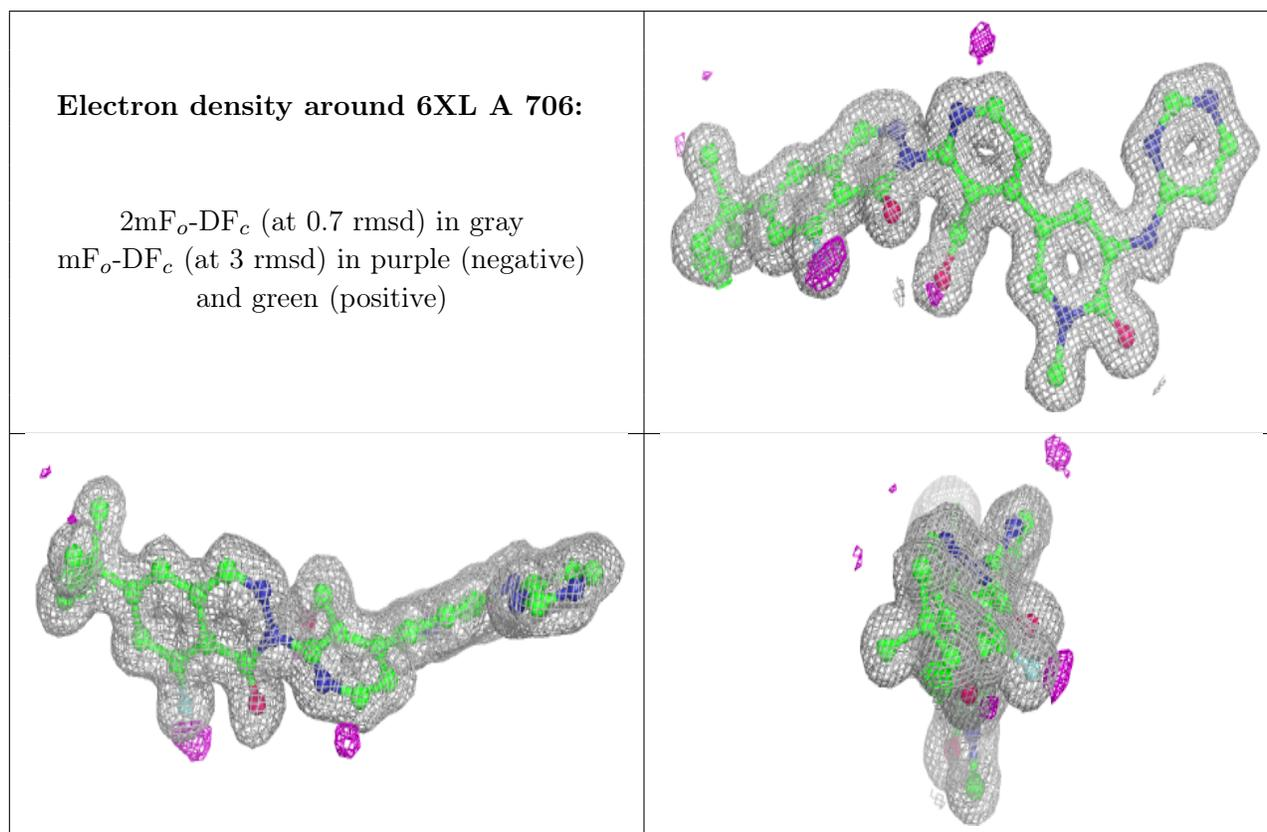 Electron density around 6XL A 706:
2mFo-DFc (at 0.7 rmsd) in gray
mFo-DFc (at 3 rmsd) in purple (negative)
and green (positive)